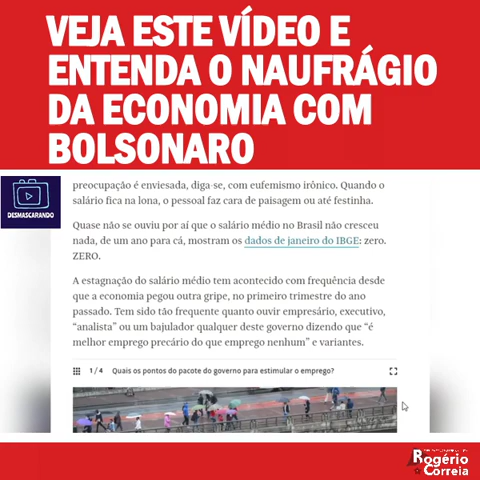 VEJA ESTE VÍDEO E
ENTENDA O NAUFRÁGIO
DA ECONOMIA COM
BOLSONARO
DESMASCARANDO
preocupação é enviesada, diga-se, com eufemismo irônico. Quando o
salário fica na lona, o pessoal faz cara de paisagem ou até festinha.
Quase não se ouviu por aí que o salário médio no Brasil não cresceu
nada, de um ano para cá, mostram os dados de janeiro do IBGE: zero.
ZERO.
A estagnação do salário médio tem acontecido com frequência desde
que a economia pegou outra gripe, no primeiro trimestre do ano
passado. Tem sido tão frequente quanto ouvir empresário, executivo,
“analista” ou um bajulador qualquer deste governo dizendo que “é
melhor emprego precário do que emprego nenhum” e variantes.
1 / 4 Quais os pontos do pacote do governo para estimular o emprego?
Rogério
Correia